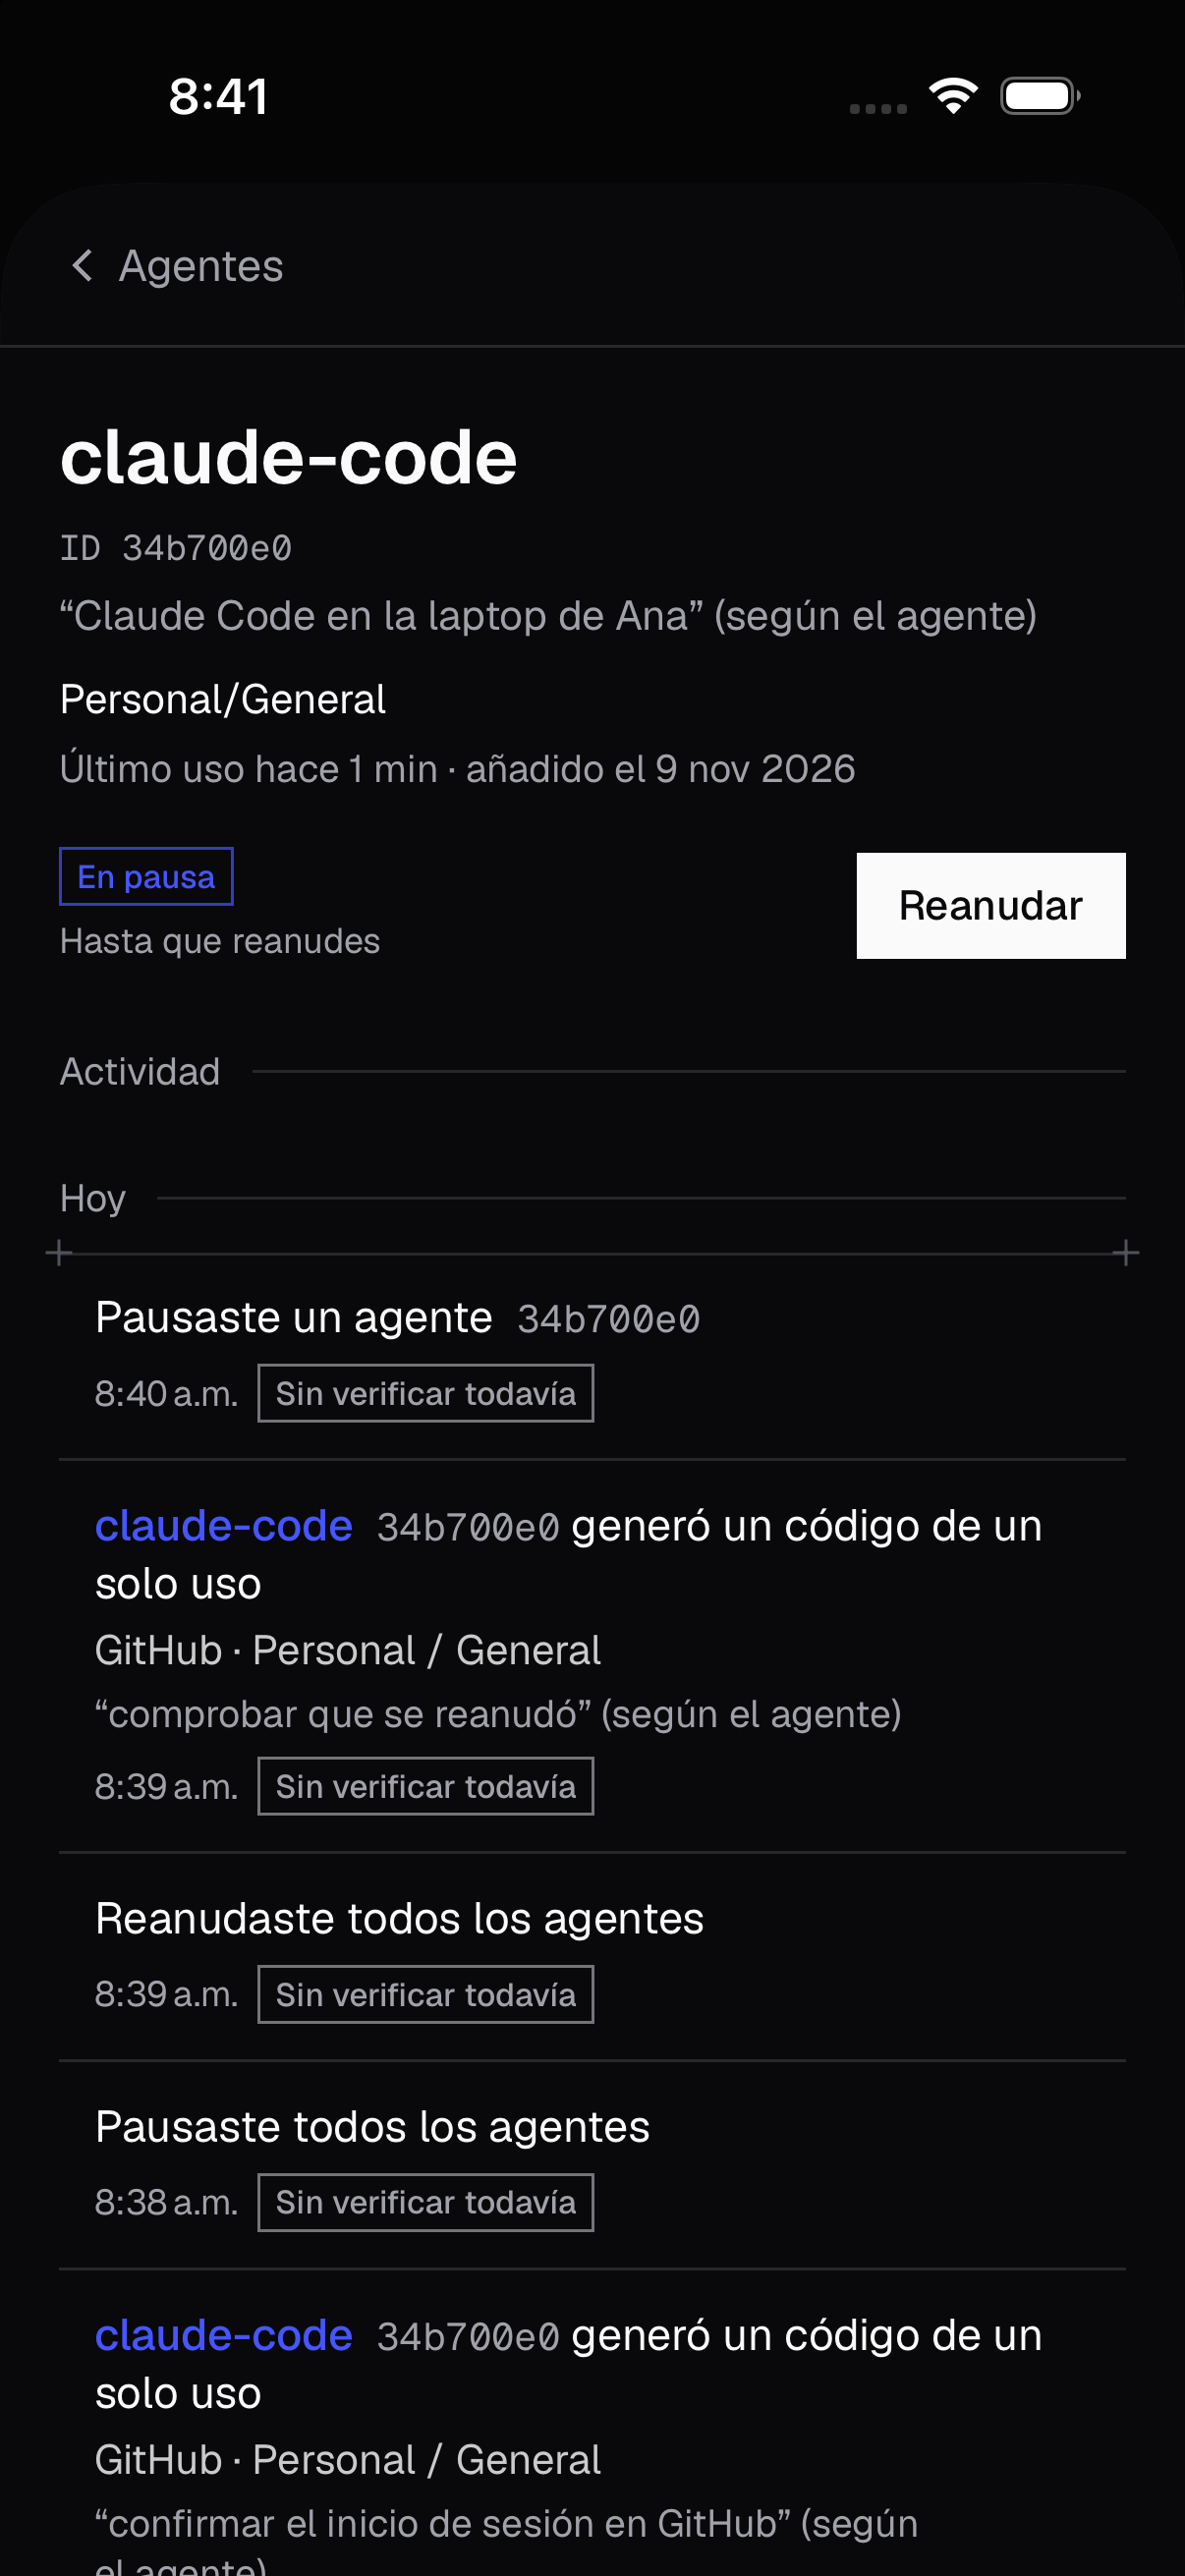 8:41
Agentes
claude-code
ID 34b700e0
“Claude Code en la laptop de Ana” (según el agente)
Personal/General
Último uso hace 1 min · añadido el 9 nov 2026
En pausa
Reanudar
Hasta que reanudes
Actividad
Hoy
Pausaste un agente 34b700e0
8:40 a.m. Sin verificar todavía
claude-code 34b700e0 generó un código de un
solo uso
GitHub · Personal / General
“comprobar que se reanudó” (según el agente)
8:39 a.m. Sin verificar todavía
Reanudaste todos los agentes
8:39 a.m. Sin verificar todavía
Pausaste todos los agentes
8:38 a.m. Sin verificar todavía
claude-code 34b700e0 generó un código de un
solo uso
GitHub · Personal / General
“confirmar el inicio de sesión en GitHub” (según
el agente)